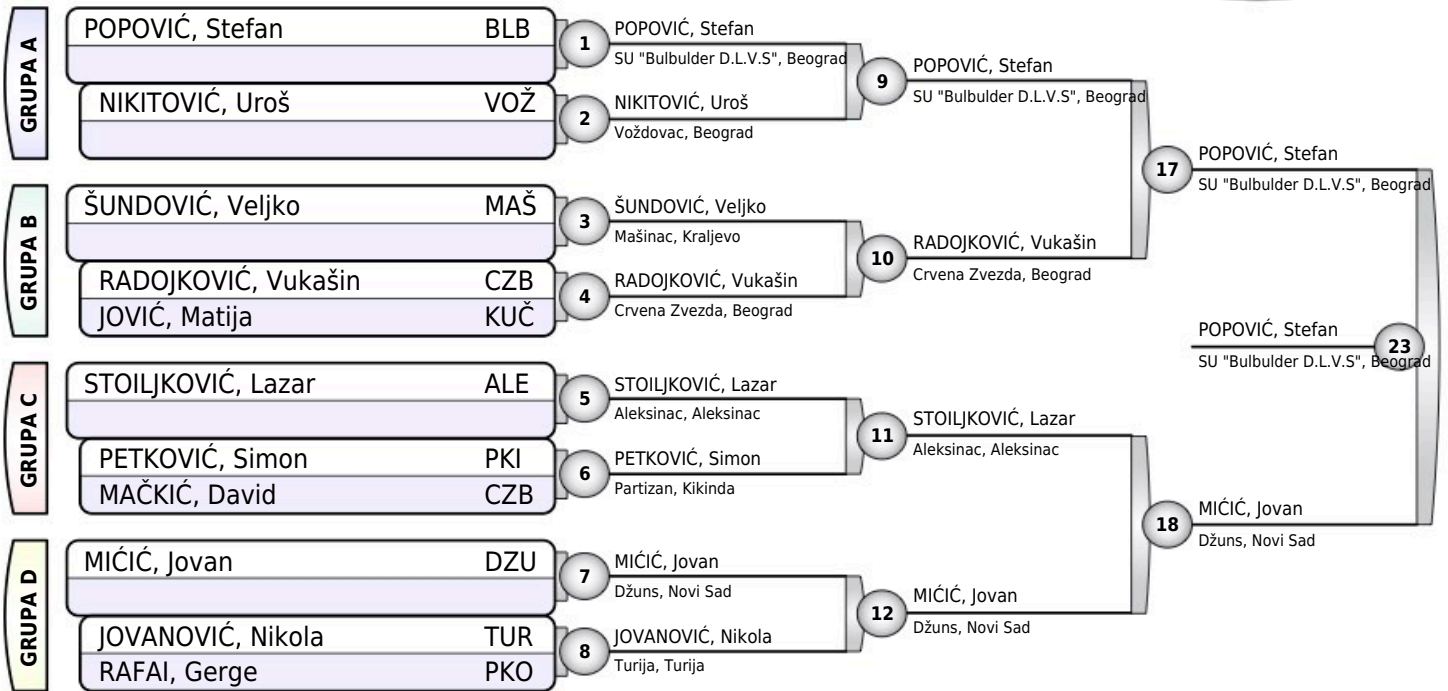 GRUPA A
POPOVIĆ, Stefan BLB
NIKITOVIĆ, Uroš VOŽ
1
POPOVIĆ, Stefan
SU "Bulbulder D.L.V.S", Beograd
2
NIKITOVIĆ, Uroš
Voždovac, Beograd
9
POPOVIĆ, Stefan
SU "Bulbulder D.L.V.S", Beograd
GRUPA B
ŠUNDOVIĆ, Veljko MAŠ
RADOJKOVIĆ, Vukašin CZB
JOVIĆ, Matija KUČ
3
ŠUNDOVIĆ, Veljko
Mašinac, Kraljevo
4
RADOJKOVIĆ, Vukašin
Crvena Zvezda, Beograd
10
RADOJKOVIĆ, Vukašin
Crvena Zvezda, Beograd
17
POPOVIĆ, Stefan
SU "Bulbulder D.L.V.S", Beograd
GRUPA C
STOILJKOVIĆ, Lazar ALE
PETKOVIĆ, Simon PKI
MAČKIĆ, David CZB
5
STOILJKOVIĆ, Lazar
Aleksinac, Aleksinac
6
PETKOVIĆ, Simon
Partizan, Kikinda
11
STOILJKOVIĆ, Lazar
Aleksinac, Aleksinac
GRUPA D
MIĆIĆ, Jovan DZU
JOVANOVIĆ, Nikola TUR
RAFAI, Gerge PKO
7
MIĆIĆ, Jovan
Džuns, Novi Sad
8
JOVANOVIĆ, Nikola
Turija, Turija
12
MIĆIĆ, Jovan
Džuns, Novi Sad
18
MIĆIĆ, Jovan
Džuns, Novi Sad
POPOVIĆ, Stefan
SU "Bulbulder D.L.V.S", Beograd
23